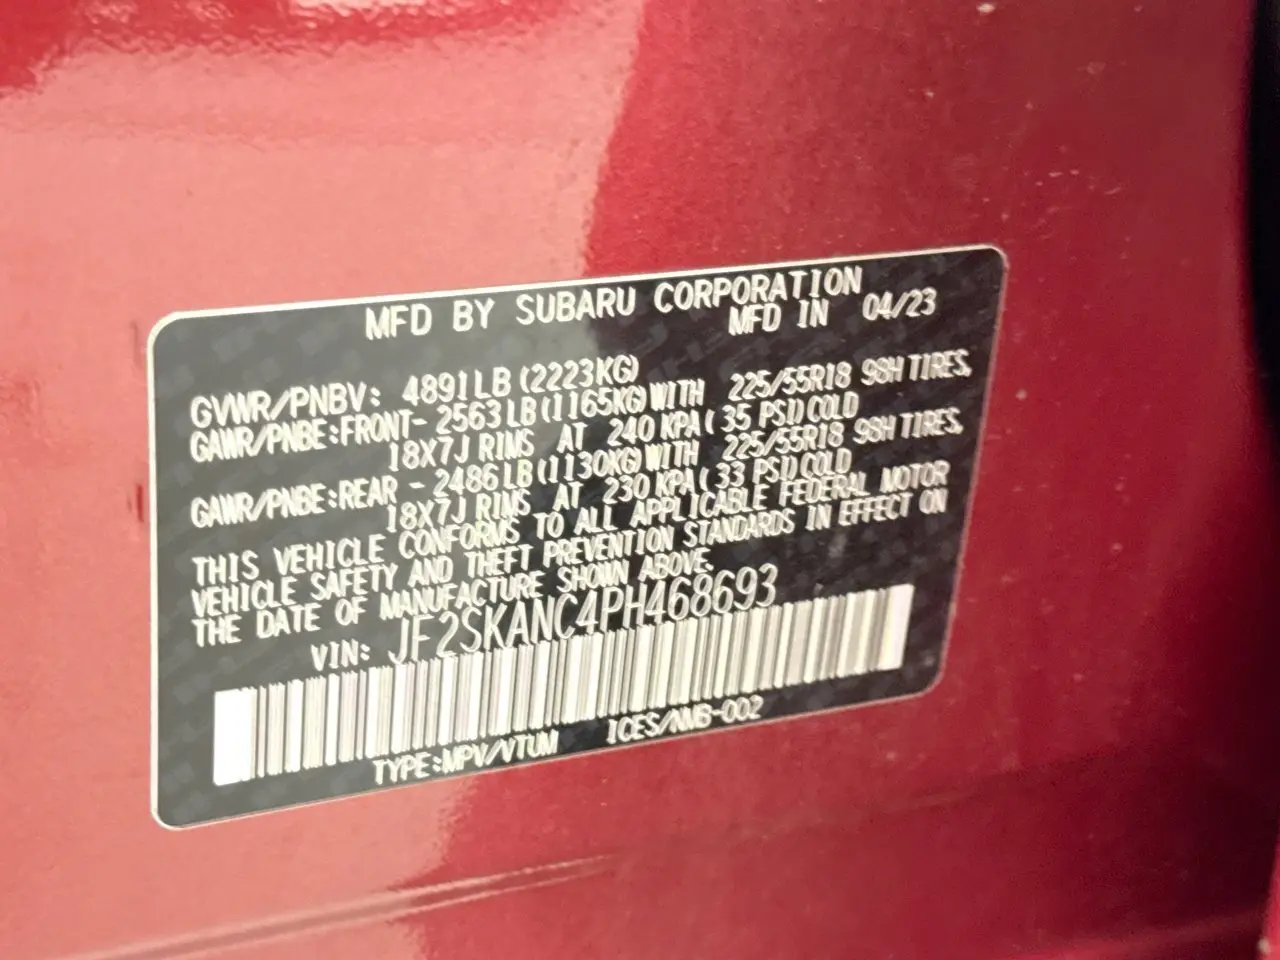 MFD BY SUBARU CORPORATION
MFD IN 04/23
GVWR/PNBV: 4891LB(2223KG)
GAWR/PNBE:FRONT- 2563LB(1165KG)WITH 225/55R18 98H TIRES,
18X7J RIMS AT 240 KPA( 35 PSI)COLD
GAWR/PNBE:REAR - 2486LB(1130KG)WITH 225/55R18 98H TIRES,
18X7J RIMS AT 230 KPA( 33 PSI)COLD
THIS VEHICLE CONFORMS TO ALL APPLICABLE FEDERAL MOTOR
VEHICLE SAFETY AND THEFT PREVENTION STANDARDS IN EFFECT ON
THE DATE OF MANUFACTURE SHOWN ABOVE.
VIN: JF2SKANC4PH468693
TYPE:MPV/VTUM ICES/NMB-002